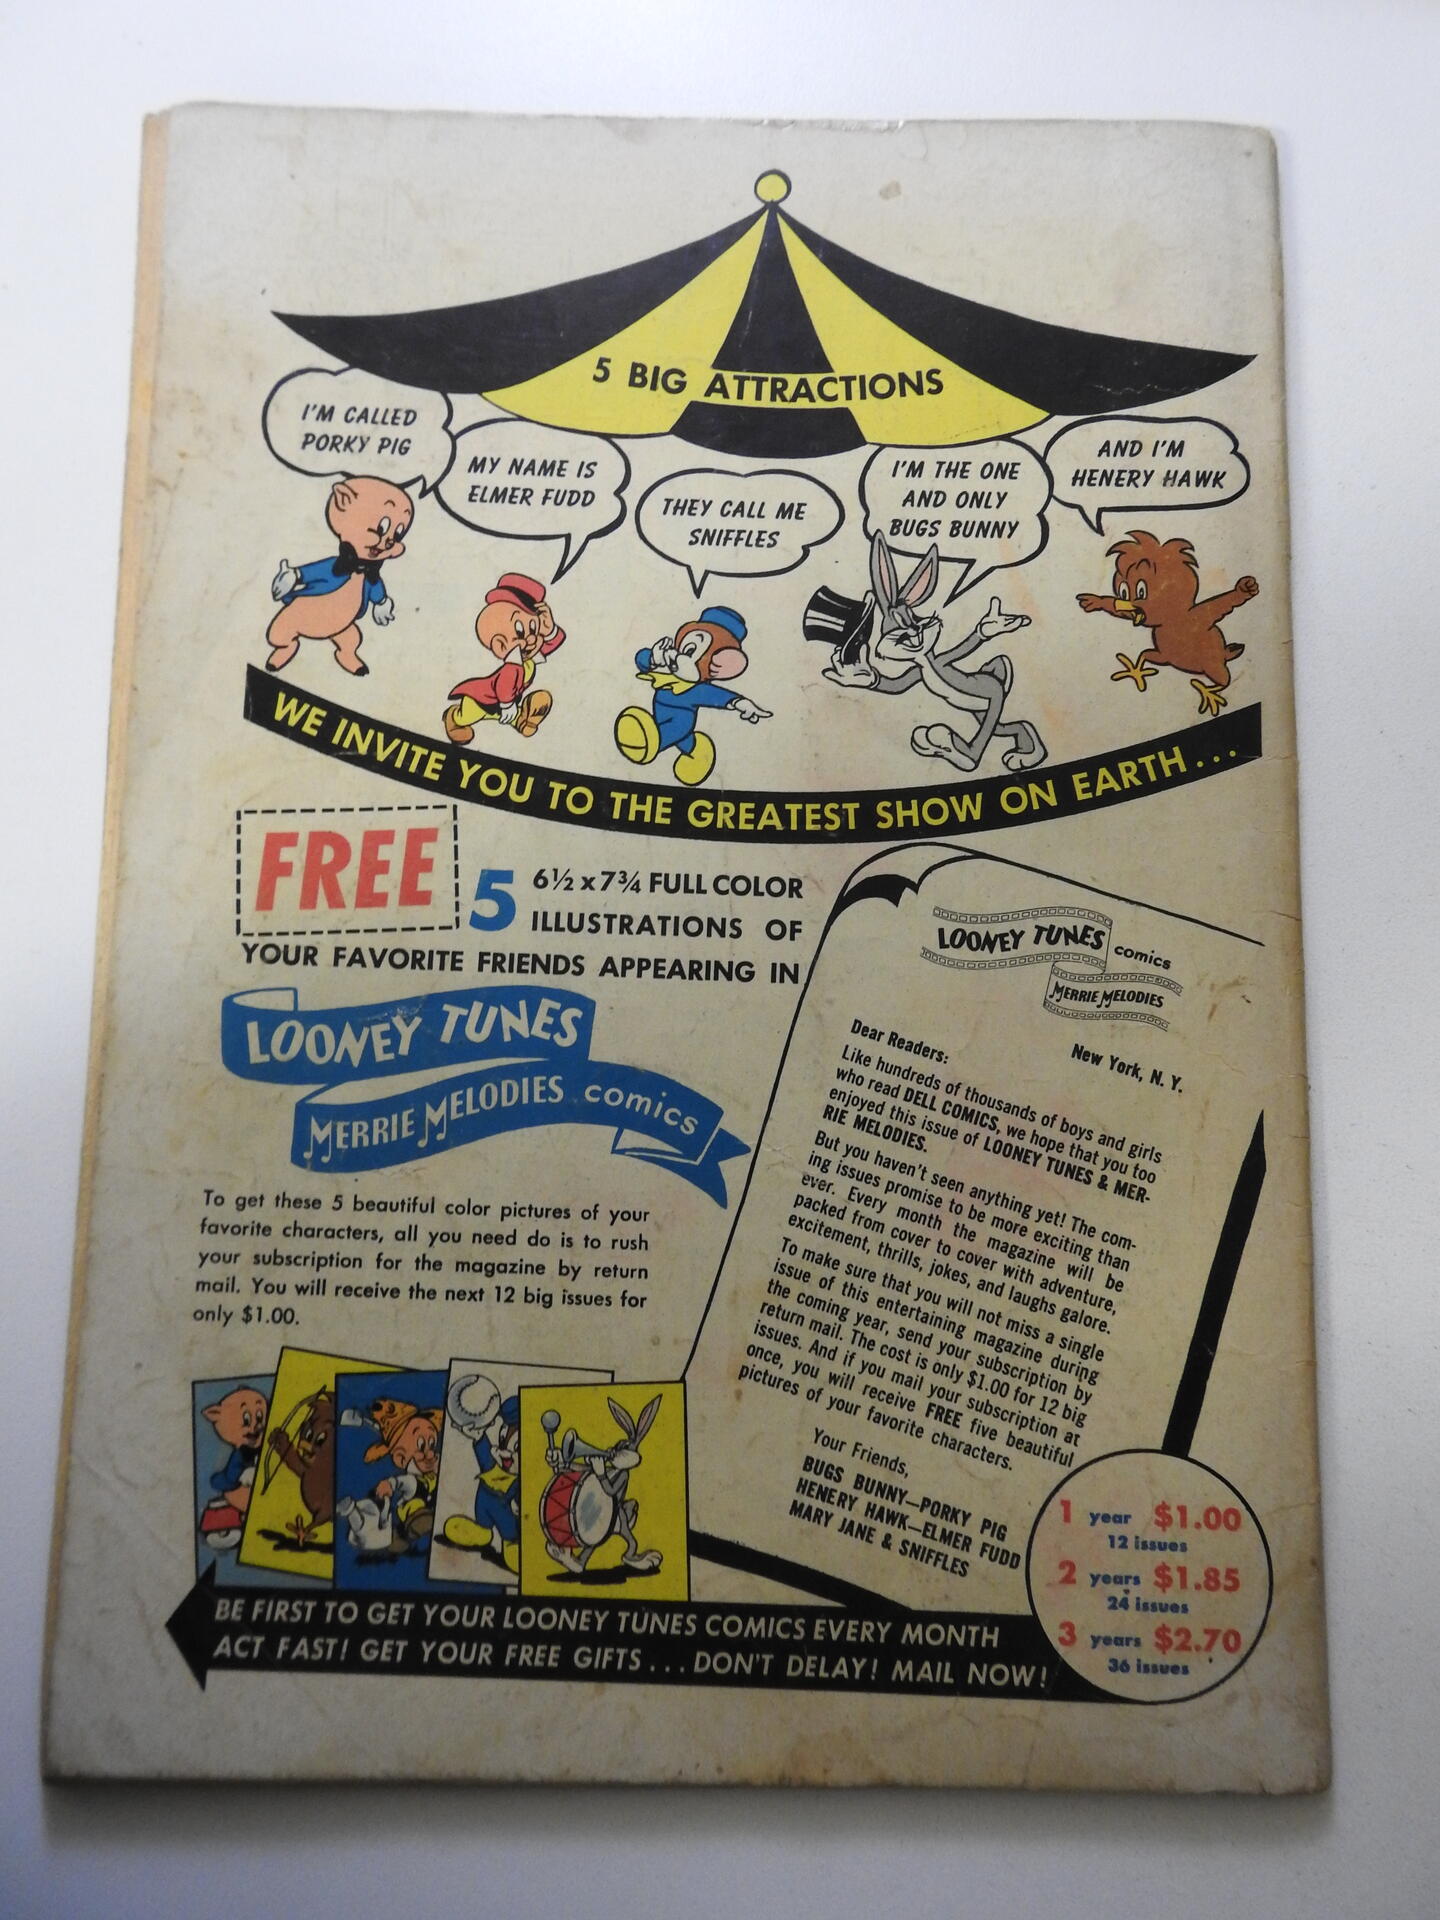 5 BIG ATTRACTIONS
I'M CALLED
PORKY PIG
MY NAME IS
ELMER FUDD
THEY CALL ME
SNIFFLES
I'M THE ONE
AND ONLY
BUGS BUNNY
AND I'M
HENERY HAWK
WE INVITE YOU TO THE GREATEST SHOW ON EARTH...
FREE
5 6½ x 7¾ FULL COLOR
ILLUSTRATIONS OF
YOUR FAVORITE FRIENDS APPEARING IN
LOONEY TUNES
MERRIE MELODIES comics
To get these 5 beautiful color pictures of your
favorite characters, all you need do is to rush
your subscription for the magazine by return
mail. You will receive the next 12 big issues for
only $1.00.
LOONEY TUNES comics
MERRIE MELODIES
New York, N. Y.
Dear Readers:
Like hundreds of thousands of boys and girls
who read DELL COMICS, we hope that you too
enjoyed this issue of LOONEY TUNES & MER-
RIE MELODIES.
But you haven't seen anything yet! The com-
ing issues promise to be more exciting than
ever. Every month the magazine will be
packed from cover to cover with adventure,
excitement, thrills, jokes, and laughs galore.
To make sure that you will not miss a single
issue of this entertaining magazine during
the coming year, send your subscription by
return mail. The cost is only $1.00 for 12 big
issues. And if you mail your subscription at
once, you will receive FREE five beautiful
pictures of your favorite characters.
Your Friends,
BUGS BUNNY—PORKY PIG
HENERY HAWK—ELMER FUDD
MARY JANE & SNIFFLES
1 year $1.00
12 issues
2 years $1.85
24 issues
3 years $2.70
36 issues
BE FIRST TO GET YOUR LOONEY TUNES COMICS EVERY MONTH
ACT FAST! GET YOUR FREE GIFTS...DON'T DELAY! MAIL NOW!